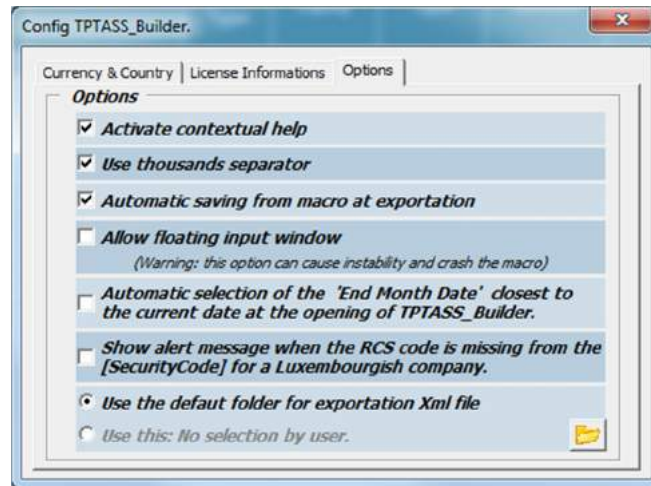 Config TPTASS_Builder.
Currency & Country
License Informations
Options
Options
Activate contextual help
Use thousands separator
Automatic saving from macro at exportation
Allow floating input window
(Warning: this option can cause instability and crash the macro)
Automatic selection of the 'End Month Date' closest to
the current date at the opening of TPTASS_Builder.
Show alert message when the RCS code is missing from the
[SecurityCode] for a Luxembourgish company.
Use the defaut folder for exportation Xml file
Use this: No selection by user.